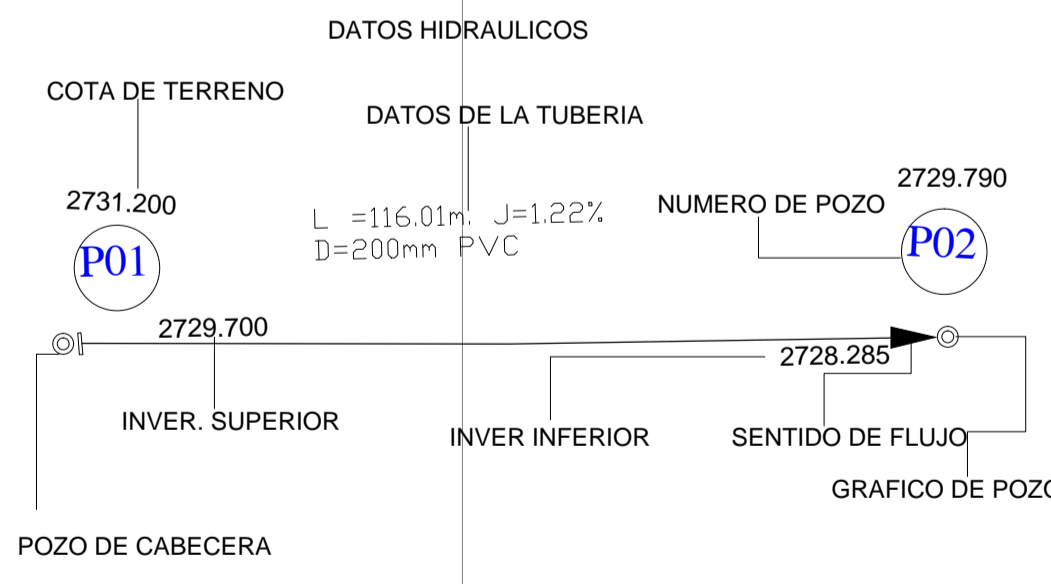 DATOS HIDRAULICOS
COTA DE TERRENO
DATOS DE LA TUBERIA
2731.200
L =116.01m. J=1.22%
D=200mm PVC
NUMERO DE POZO
2729.790
P01
P02
2729.700
2728.285
INVER. SUPERIOR
INVER INFERIOR
SENTIDO DE FLUJO
GRAFICO DE POZO
POZO DE CABECERA